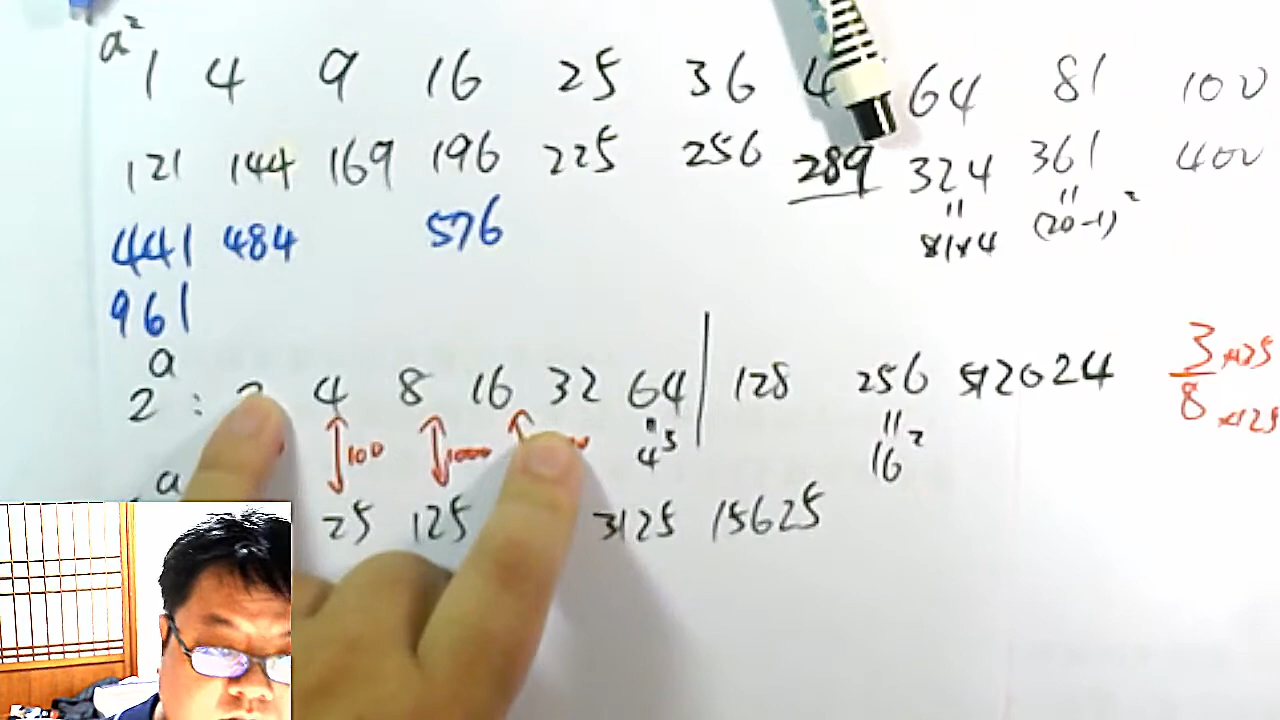 a²
1 4 9 16 25 36 4 64 81 100
121 144 169 196 225 256 289 324 361 400
= 81×4 = (20-1)²
441 484 576
961
2^a : 4 8 16 32 64 | 128 256 512 1024
= 4³ = 16²
3/8 ×125 ×125
100 1000
a
25 125 3125 15625